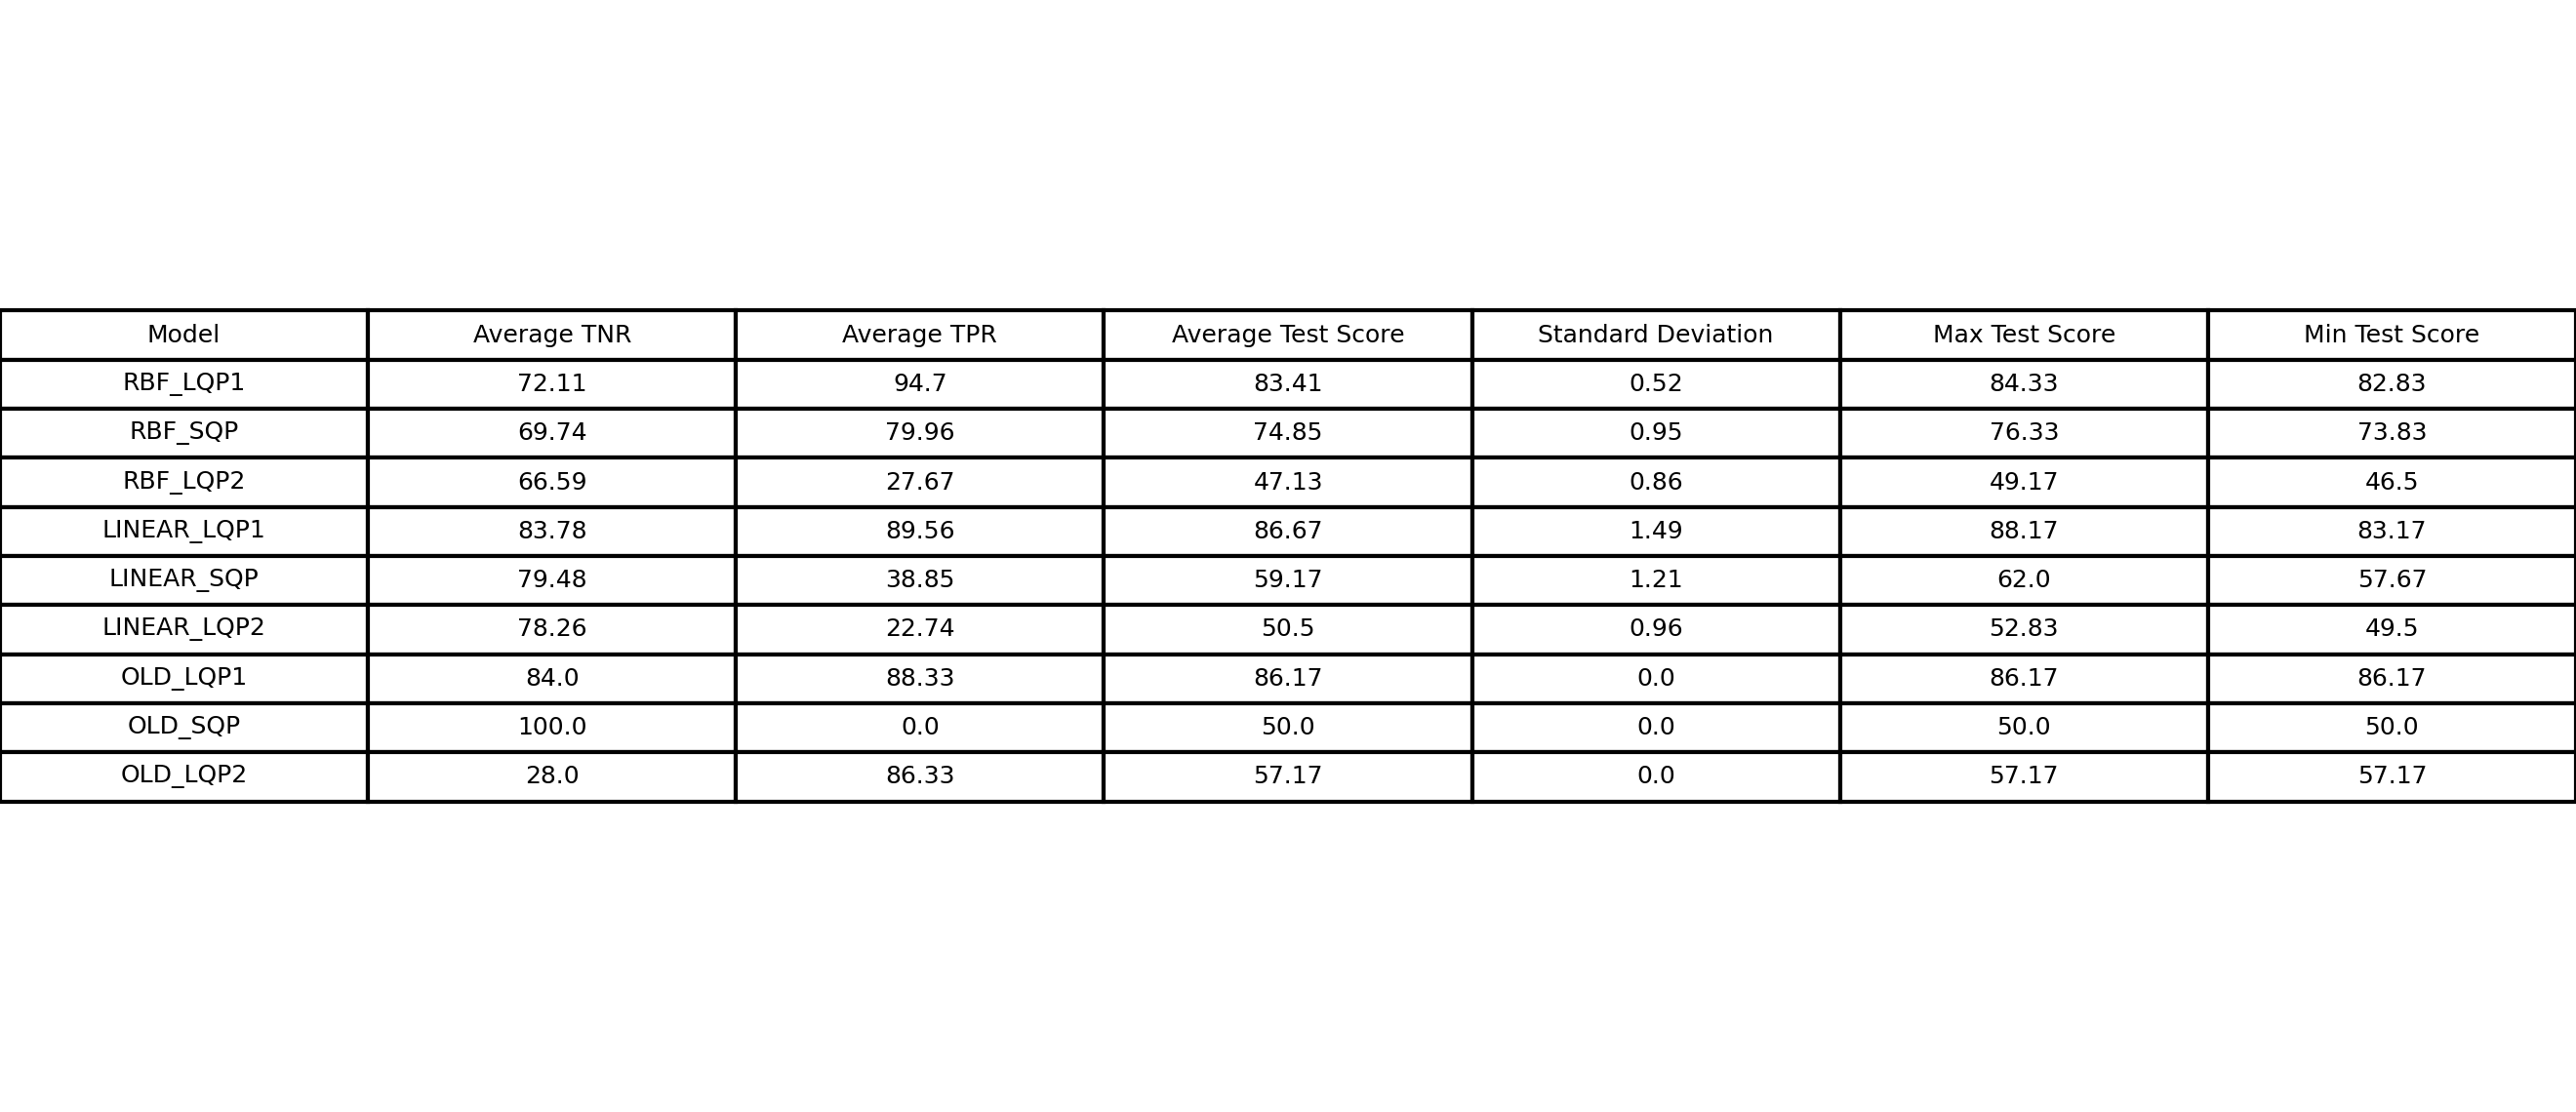 Model Average TNR Average TPR Average Test Score Standard Deviation Max Test Score Min Test Score
RBF_LQP1 72.11 94.7 83.41 0.52 84.33 82.83
RBF_SQP 69.74 79.96 74.85 0.95 76.33 73.83
RBF_LQP2 66.59 27.67 47.13 0.86 49.17 46.5
LINEAR_LQP1 83.78 89.56 86.67 1.49 88.17 83.17
LINEAR_SQP 79.48 38.85 59.17 1.21 62.0 57.67
LINEAR_LQP2 78.26 22.74 50.5 0.96 52.83 49.5
OLD_LQP1 84.0 88.33 86.17 0.0 86.17 86.17
OLD_SQP 100.0 0.0 50.0 0.0 50.0 50.0
OLD_LQP2 28.0 86.33 57.17 0.0 57.17 57.17